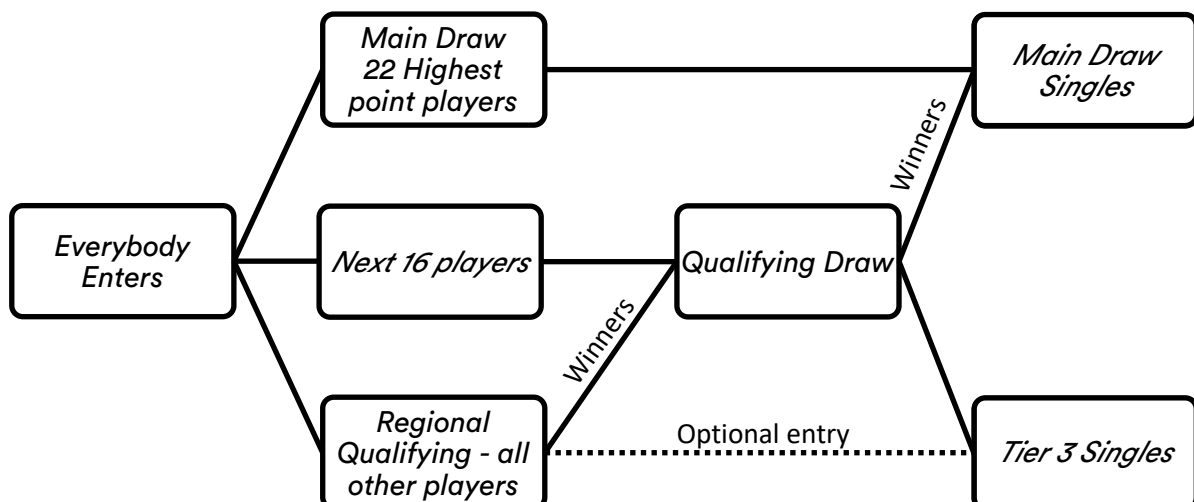 Main Draw
22 Highest
point players
Main Draw
Singles
Winners
Everybody
Enters
Next 16 players
Qualifying Draw
Winners
Regional
Qualifying - all
other players
Optional entry
Tier 3 Singles